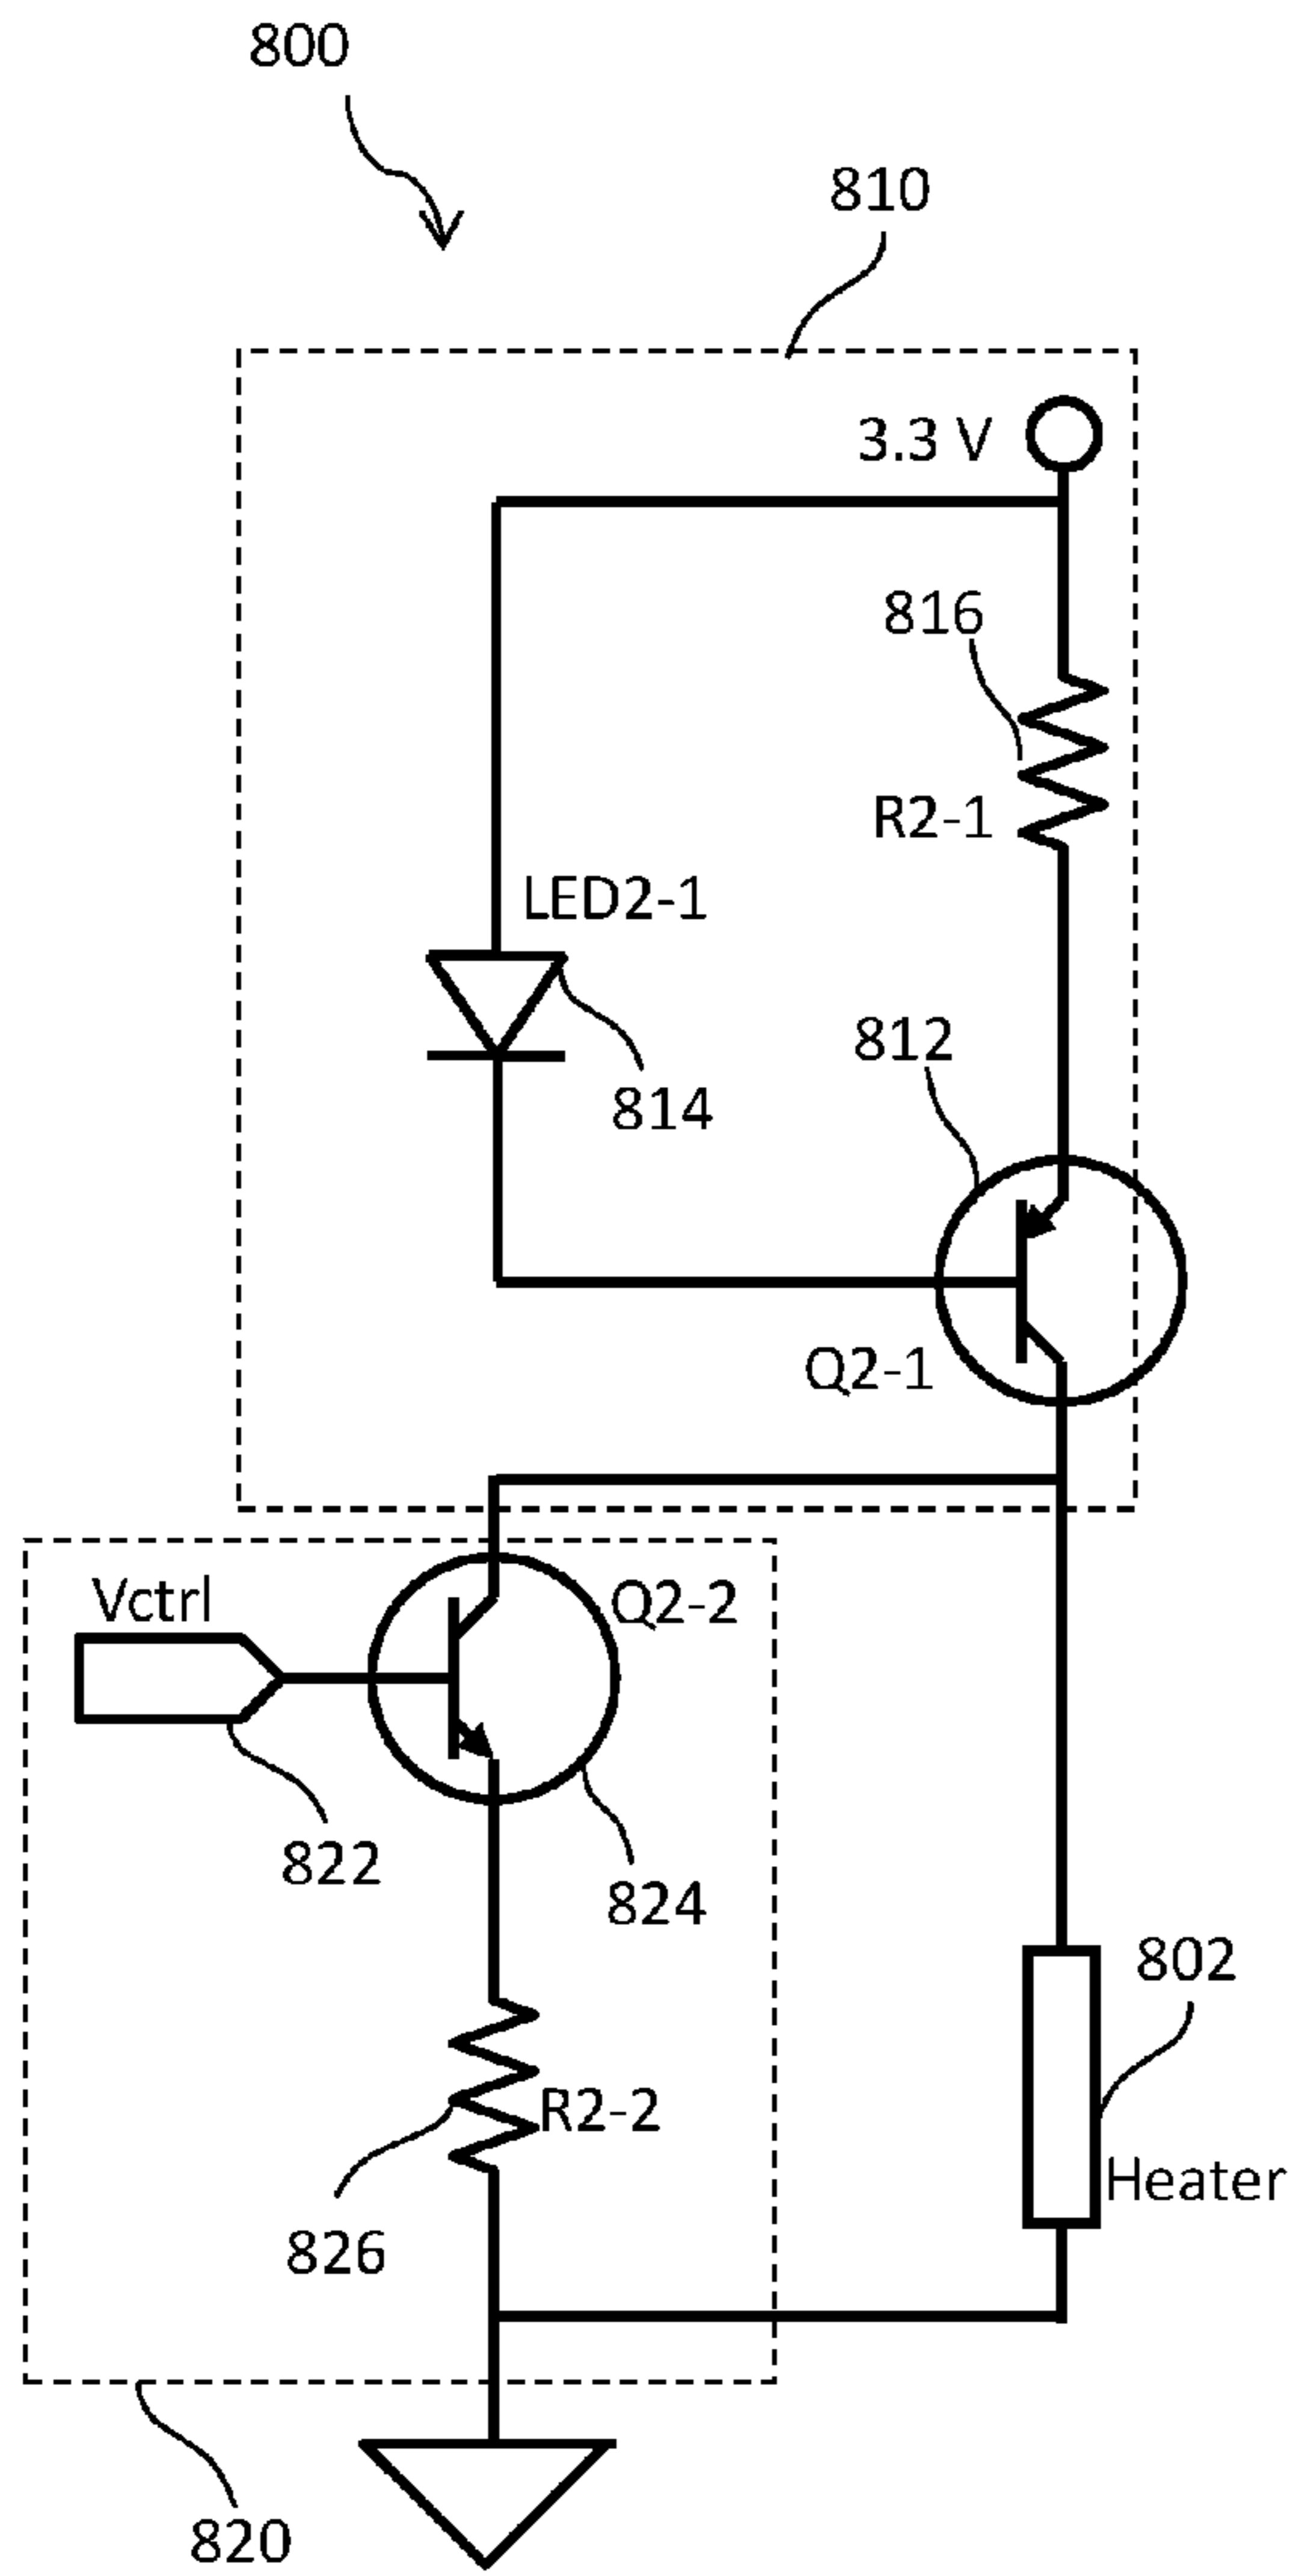 800
810
3.3 V
816
R2-1
LED2-1
812
814
Q2-1
Vctrl
Q2-2
822
824
802
R2-2
Heater
826
820